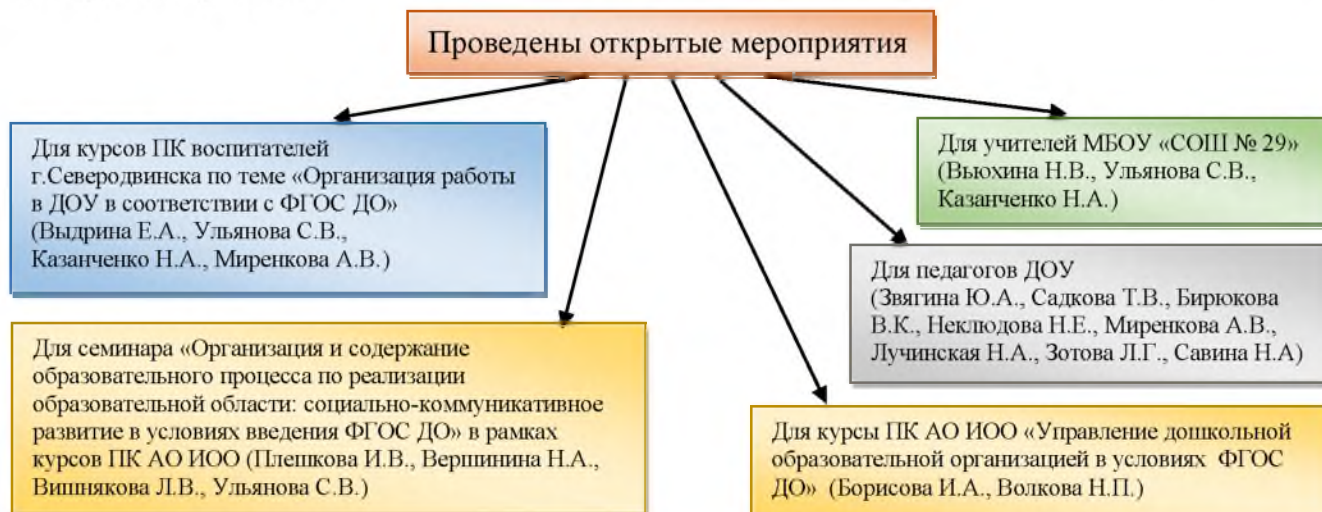 Проведены открытые мероприятия
Для курсов ПК воспитателей
г.Северодвинска по теме «Организация работы
в ДОУ в соответствии с ФГОС ДО»
(Выдрина Е.А., Ульянова С.В.,
Казанченко Н.А., Миренкова А.В.)
Для учителей МБОУ «СОШ № 29»
(Вьюхина Н.В., Ульянова С.В.,
Казанченко Н.А.)
Для педагогов ДОУ
(Звягина Ю.А., Садкова Т.В., Бирюкова
В.К., Неклюдова Н.Е., Миренкова А.В.,
Лучинская Н.А., Зотова Л.Г., Савина Н.А)
Для семинара «Организация и содержание
образовательного процесса по реализации
образовательной области: социально-коммуникативное
развитие в условиях введения ФГОС ДО» в рамках
курсов ПК АО ИОО (Плешкова И.В., Вершинина Н.А.,
Вишнякова Л.В., Ульянова С.В.)
Для курсы ПК АО ИОО «Управление дошкольной
образовательной организацией в условиях ФГОС
ДО» (Борисова И.А., Волкова Н.П.)